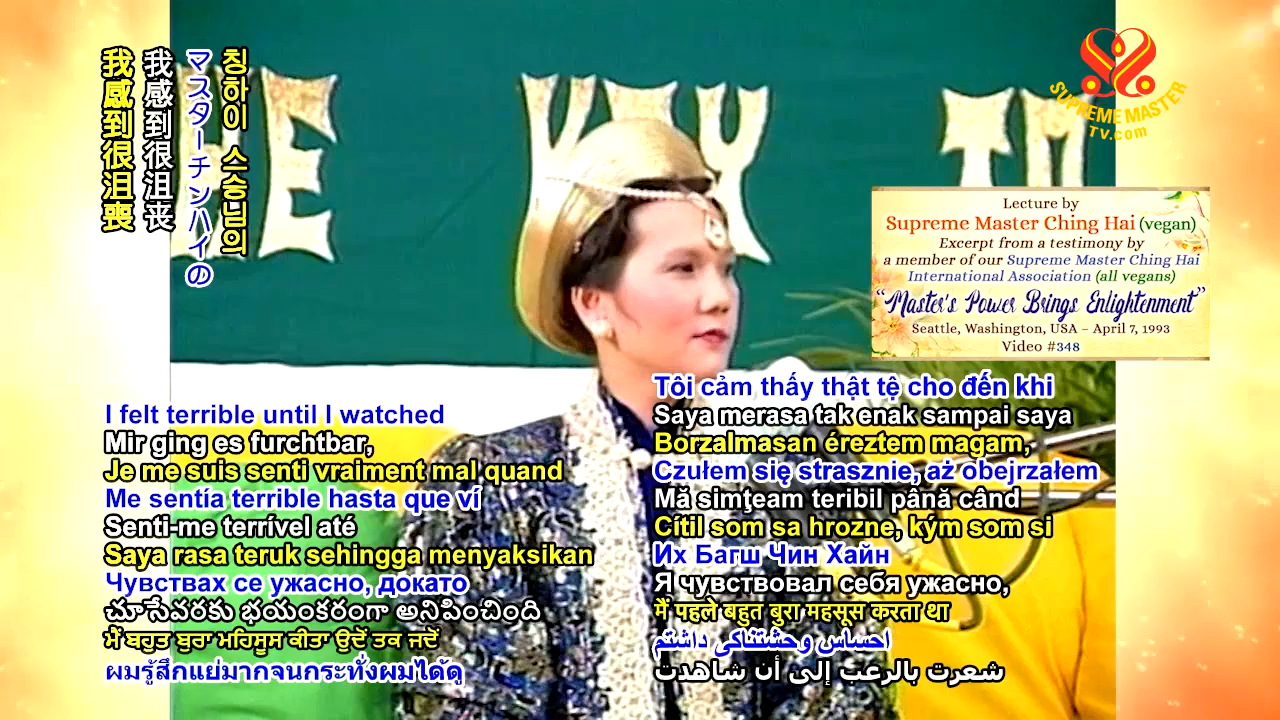 我感到很沮喪
我感到很沮丧
マスターチンハイの
칭하이 스승님의
HE WAY TO
SUPREME MASTER
TV.com
Lecture by
Supreme Master Ching Hai (vegan)
Excerpt from a testimony by
a member of our Supreme Master Ching Hai
International Association (all vegans)
“Master's Power Brings Enlightenment”
Seattle, Washington, USA – April 7, 1993
Video #348
I felt terrible until I watched
Mir ging es furchtbar,
Je me suis senti vraiment mal quand
Me sentía terrible hasta que ví
Senti-me terrível até
Saya rasa teruk sehingga menyaksikan
Чувствах се ужасно, докато
చూసేవరకు భయంకరంగా అనిపించింది
ਮੈਂ ਬਹੁਤ ਬੁਰਾ ਮਹਿਸੂਸ ਕੀਤਾ ਉਦੋਂ ਤਕ ਜਦੋਂ
ผมรู้สึกแย่มากจนกระทั่งผมได้ดู
Tôi cảm thấy thật tệ cho đến khi
Saya merasa tak enak sampai saya
Borzalmasan éreztem magam,
Czułem się strasznie, aż obejrzałem
Mă simţeam teribil până când
Cítil som sa hrozne, kým som si
Их Багш Чин Хайн
Я чувствовал себя ужасно,
मैं पहले बहुत बुरा महसूस करता था
احساس وحشتناکی داشتم
شعرت بالرعب إلى أن شاهدت